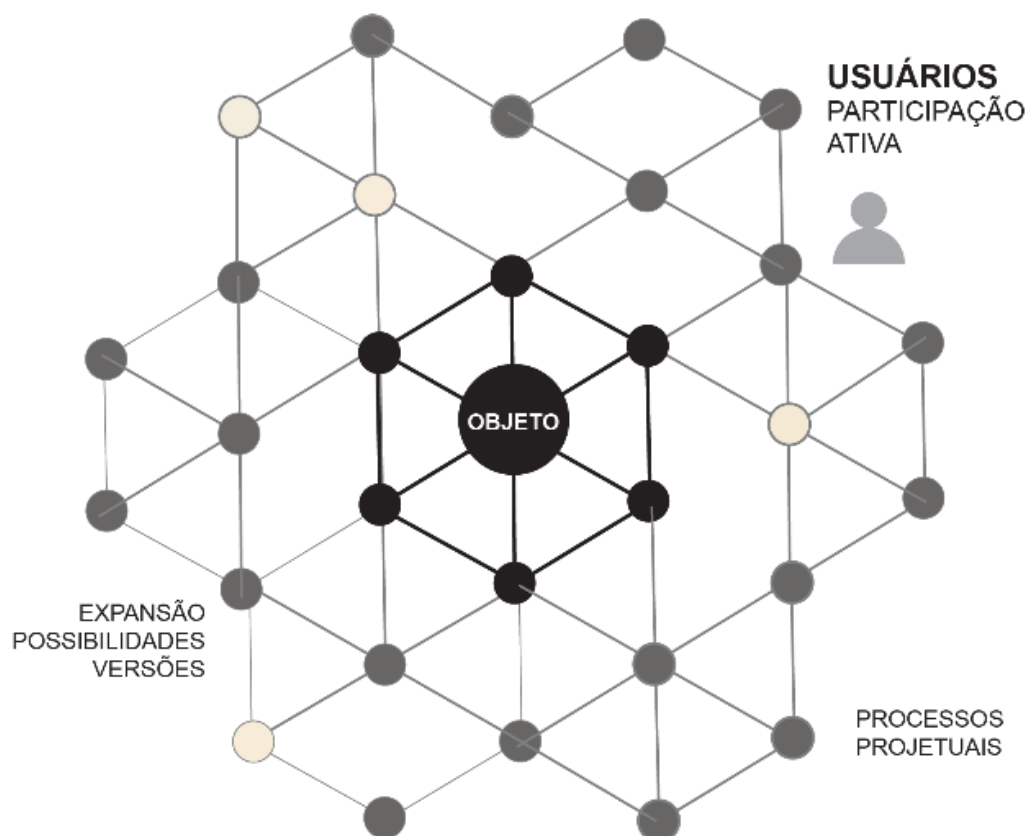 USUÁRIOS
PARTICIPAÇÃO
ATIVA
OBJETO
EXPANSÃO
POSSIBILIDADES
VERSÕES
PROCESSOS
PROJETUAIS